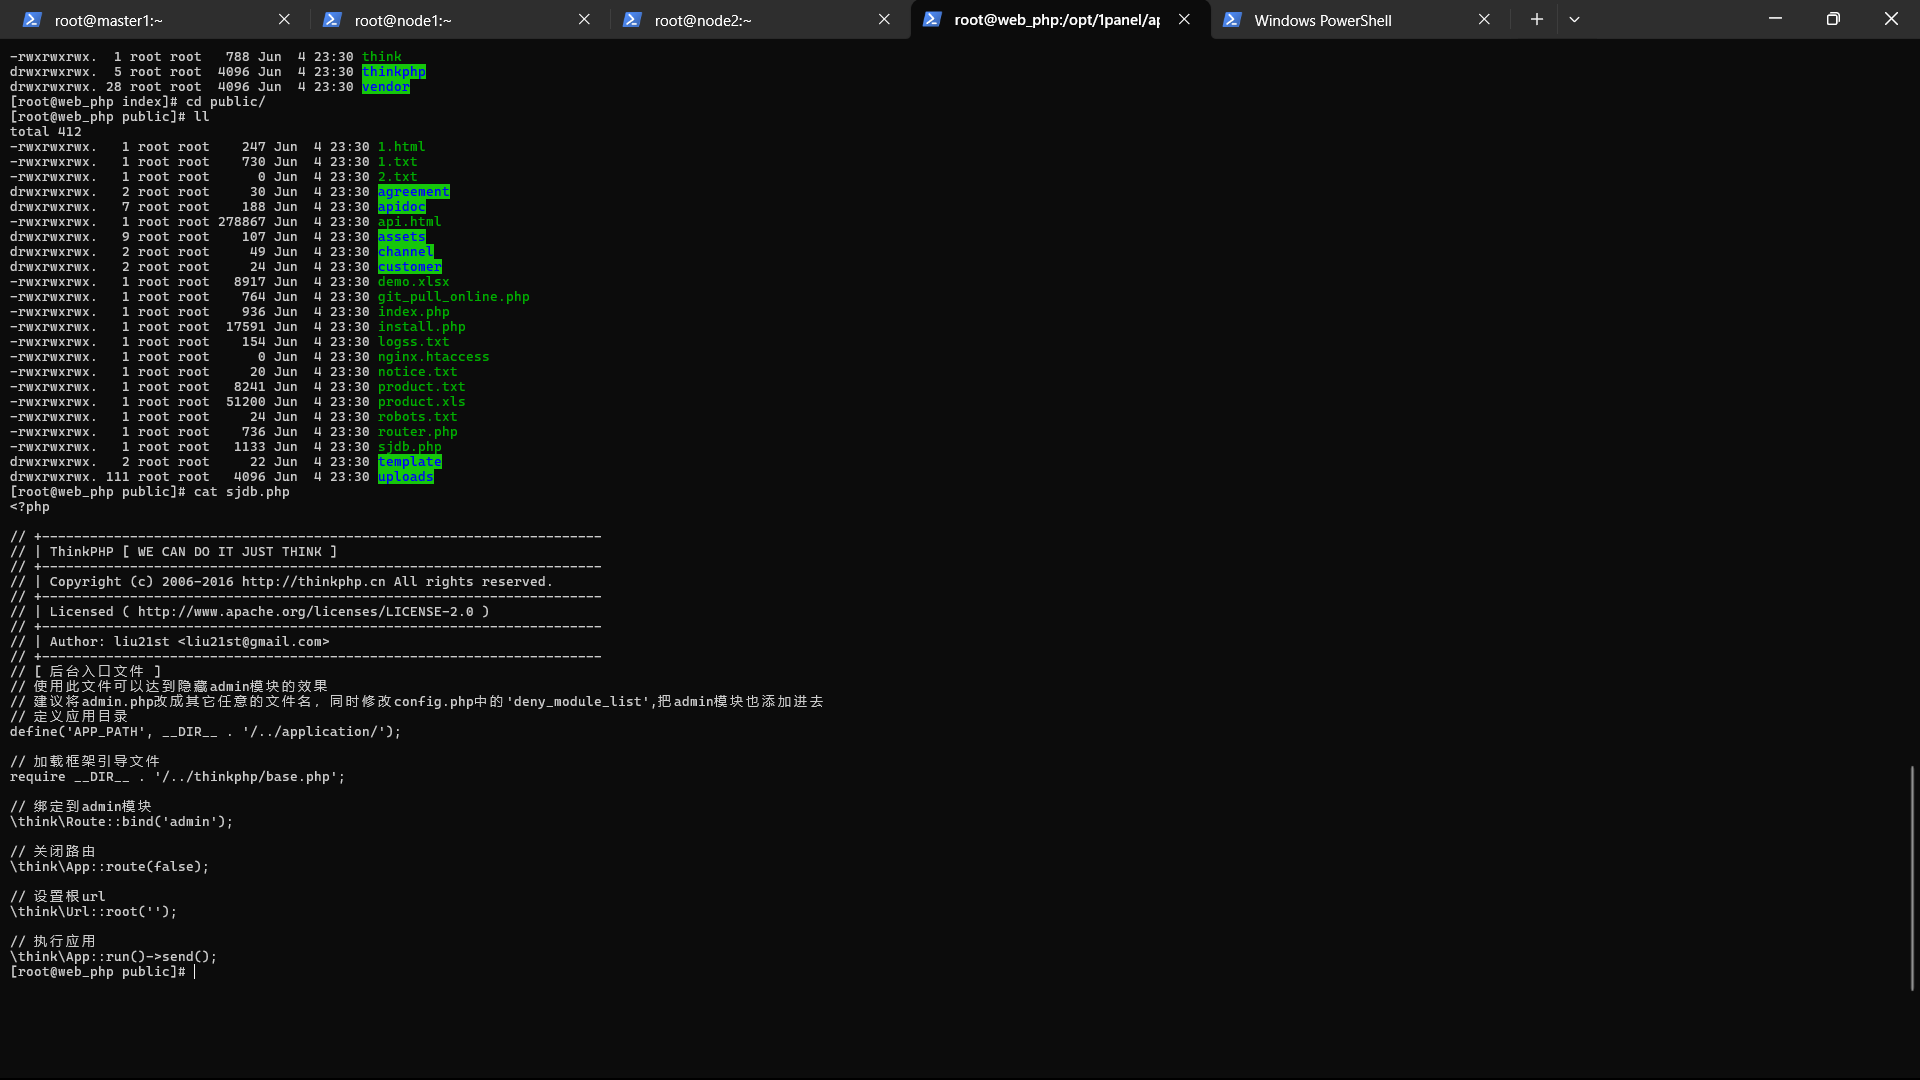 root@master1:~
root@node1:~
root@node2:~
root@web_php:/opt/1panel/ap
Windows PowerShell
-rwxrwxrwx.  1 root root   788 Jun  4 23:30 think
drwxrwxrwx.  5 root root  4096 Jun  4 23:30 thinkphp
drwxrwxrwx. 28 root root  4096 Jun  4 23:30 vendor
[root@web_php index]# cd public/
[root@web_php public]# ll
total 412
-rwxrwxrwx.   1 root root    247 Jun  4 23:30 1.html
-rwxrwxrwx.   1 root root    730 Jun  4 23:30 1.txt
-rwxrwxrwx.   1 root root      0 Jun  4 23:30 2.txt
drwxrwxrwx.   2 root root     30 Jun  4 23:30 agreement
drwxrwxrwx.   7 root root    188 Jun  4 23:30 apidoc
-rwxrwxrwx.   1 root root 278867 Jun  4 23:30 api.html
drwxrwxrwx.   9 root root    107 Jun  4 23:30 assets
drwxrwxrwx.   2 root root     49 Jun  4 23:30 channel
drwxrwxrwx.   2 root root     24 Jun  4 23:30 customer
-rwxrwxrwx.   1 root root   8917 Jun  4 23:30 demo.xlsx
-rwxrwxrwx.   1 root root    764 Jun  4 23:30 git_pull_online.php
-rwxrwxrwx.   1 root root    936 Jun  4 23:30 index.php
-rwxrwxrwx.   1 root root  17591 Jun  4 23:30 install.php
-rwxrwxrwx.   1 root root    154 Jun  4 23:30 logss.txt
-rwxrwxrwx.   1 root root      0 Jun  4 23:30 nginx.htaccess
-rwxrwxrwx.   1 root root     20 Jun  4 23:30 notice.txt
-rwxrwxrwx.   1 root root   8241 Jun  4 23:30 product.txt
-rwxrwxrwx.   1 root root  51200 Jun  4 23:30 product.xls
-rwxrwxrwx.   1 root root     24 Jun  4 23:30 robots.txt
-rwxrwxrwx.   1 root root    736 Jun  4 23:30 router.php
-rwxrwxrwx.   1 root root   1133 Jun  4 23:30 sjdb.php
drwxrwxrwx.   2 root root     22 Jun  4 23:30 template
drwxrwxrwx. 111 root root   4096 Jun  4 23:30 uploads
[root@web_php public]# cat sjdb.php
<?php
// +----------------------------------------------------------------------
// | ThinkPHP [ WE CAN DO IT JUST THINK ]
// +----------------------------------------------------------------------
// | Copyright (c) 2006-2016 http://thinkphp.cn All rights reserved.
// +----------------------------------------------------------------------
// | Licensed ( http://www.apache.org/licenses/LICENSE-2.0 )
// +----------------------------------------------------------------------
// | Author: liu21st <liu21st@gmail.com>
// +----------------------------------------------------------------------
// [ 后台入口文件 ]
// 使用此文件可以达到隐藏admin模块的效果
// 建议将admin.php改成其它任意的文件名，同时修改config.php中的'deny_module_list',把admin模块也添加进去
// 定义应用目录
define('APP_PATH', __DIR__ . '/../application/');
// 加载框架引导文件
require __DIR__ . '/../thinkphp/base.php';
// 绑定到admin模块
\think\Route::bind('admin');
// 关闭路由
\think\App::route(false);
// 设置根url
\think\Url::root('');
// 执行应用
\think\App::run()->send();
[root@web_php public]#